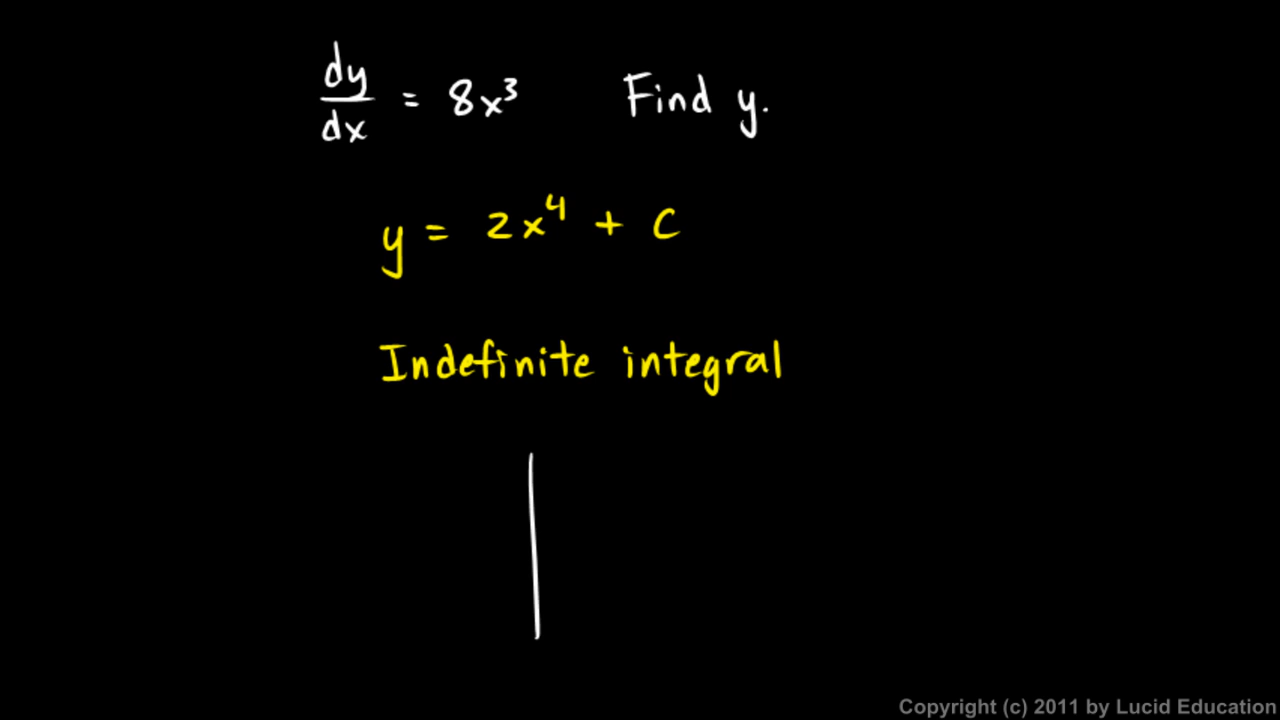 dy/dx = 8x³ Find y.
y = 2x⁴ + C
Indefinite integral
Copyright (c) 2011 by Lucid Education